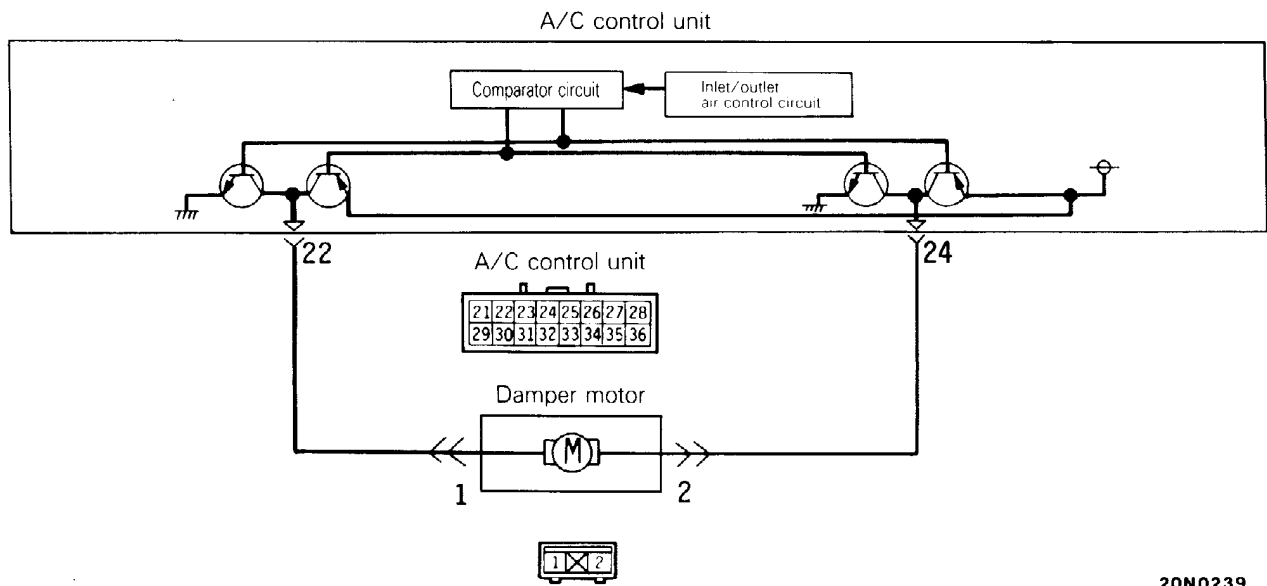 A/C control unit
Comparator circuit
Inlet/outlet
air control circuit
22
24
A/C control unit
21 22 23 24 25 26 27 28
29 30 31 32 33 34 35 36
Damper motor
M
1
2
1 2
20N0239